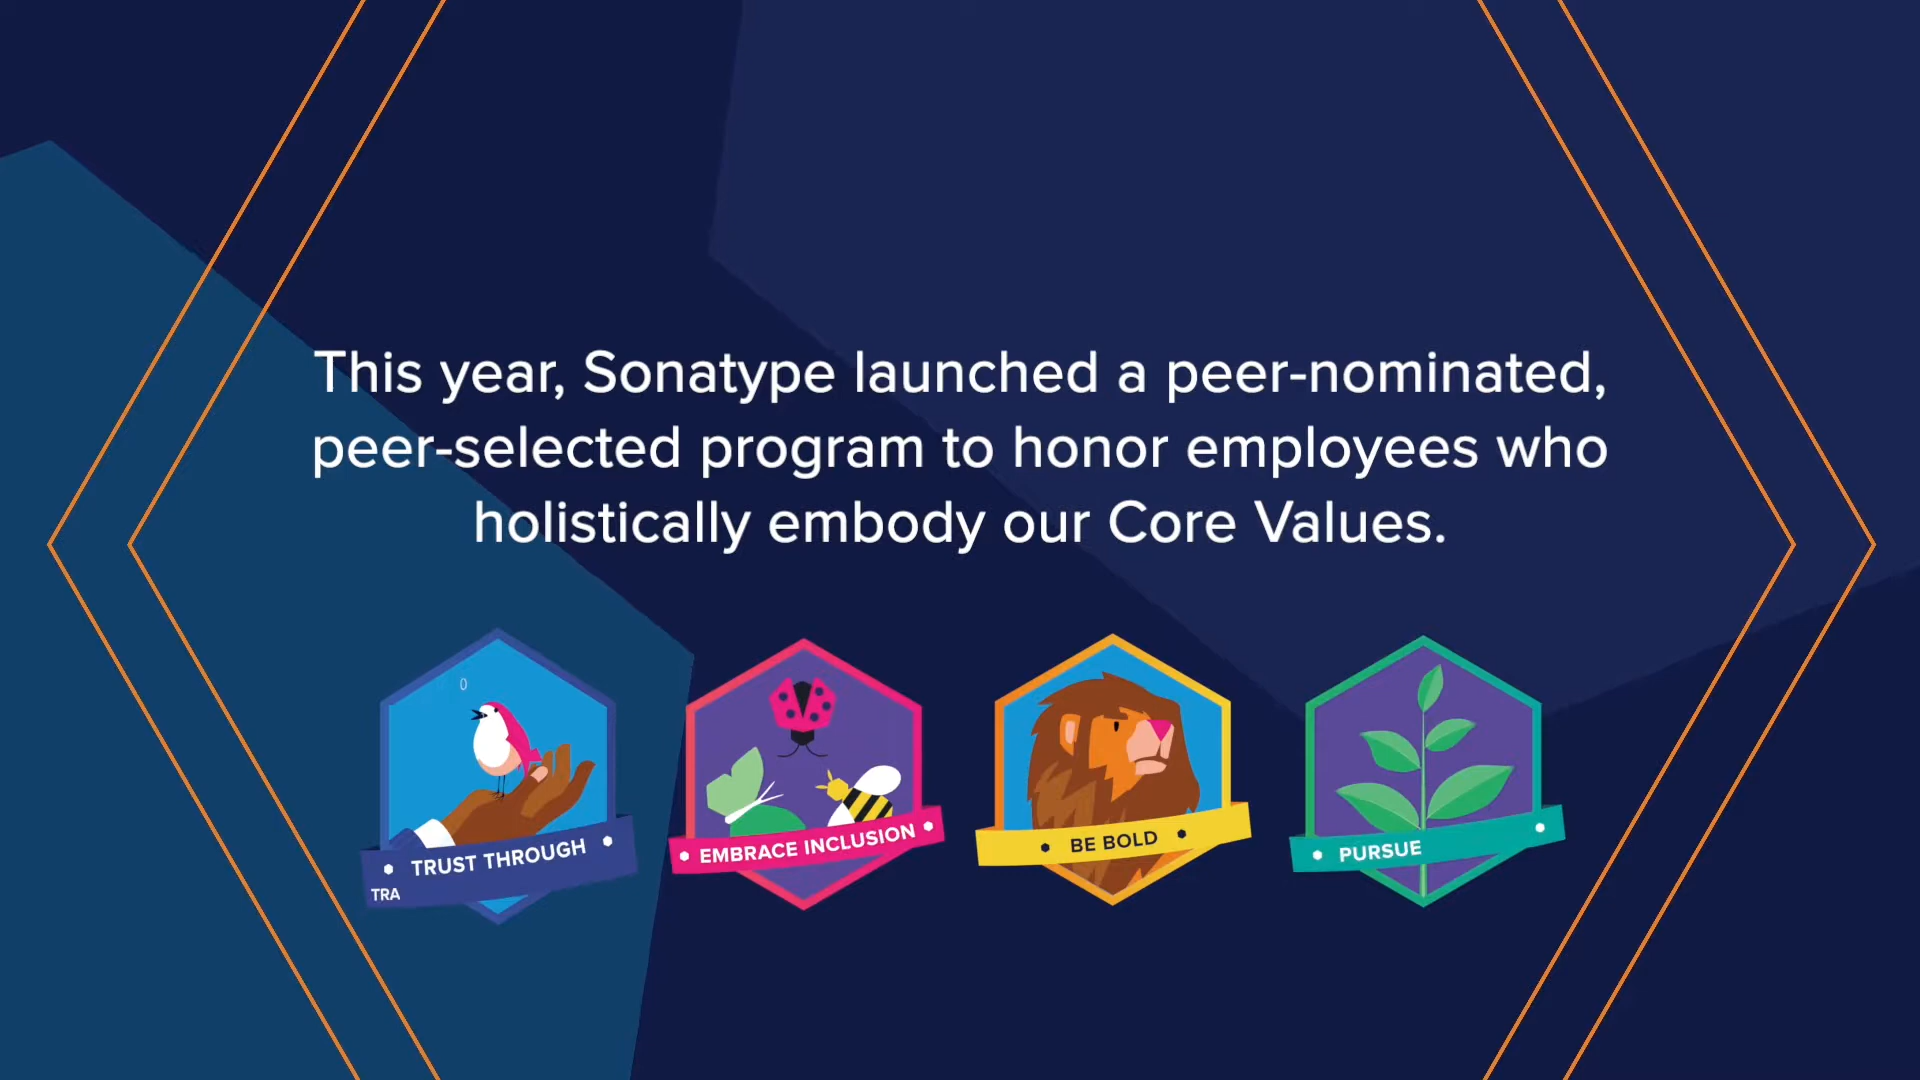 This year, Sonatype launched a peer-nominated,
peer-selected program to honor employees who
holistically embody our Core Values.
0
TRUST THROUGH
TRA
EMBRACE INCLUSION
BE BOLD
PURSUE